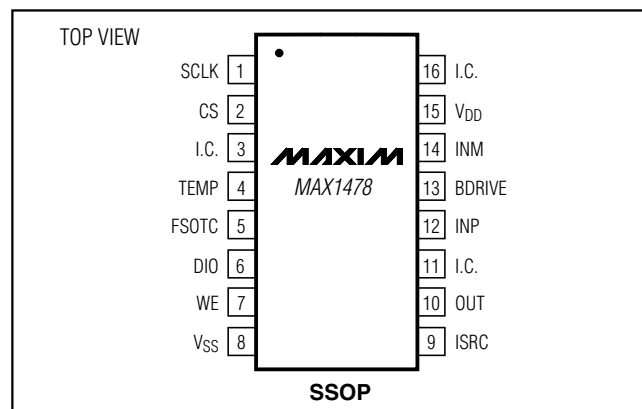 TOP VIEW
SCLK 1
CS 2
I.C. 3
TEMP 4
FSOTC 5
DIO 6
WE 7
VSS 8
MAXIM
MAX1478
16 I.C.
15 VDD
14 INM
13 BDRIVE
12 INP
11 I.C.
10 OUT
9 ISRC
SSOP